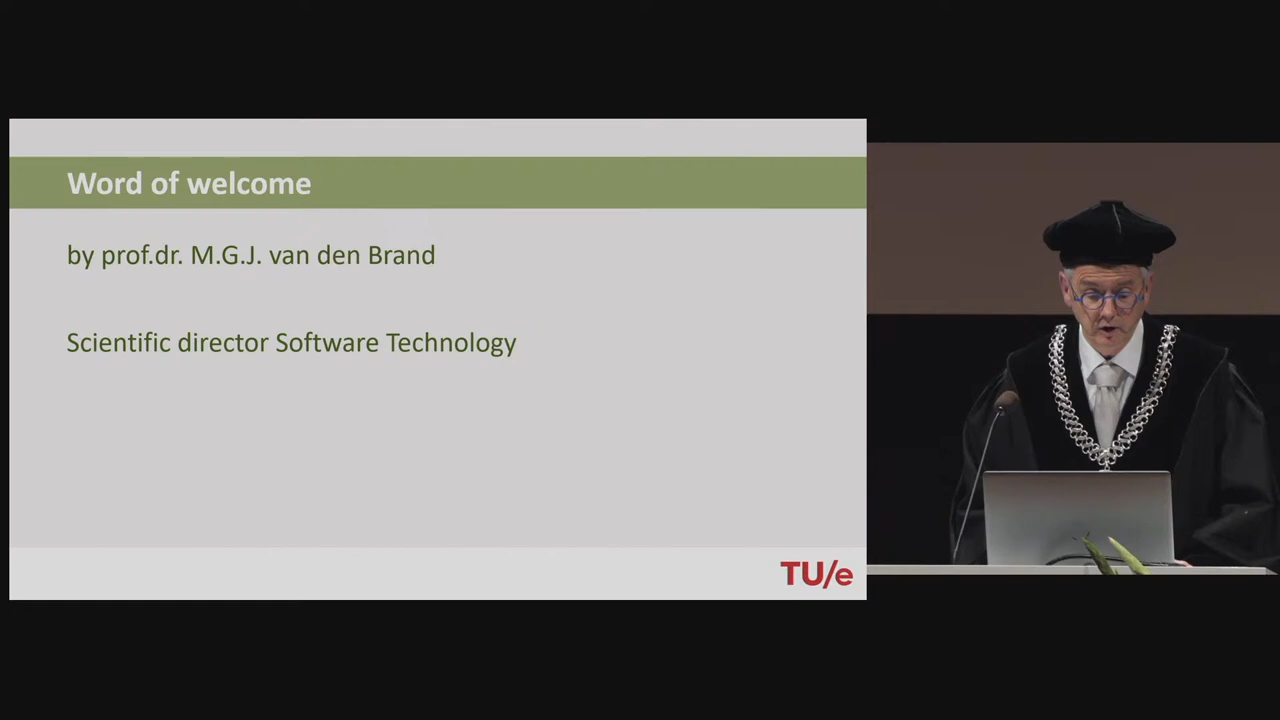 Word of welcome
by prof.dr. M.G.J. van den Brand
Scientific director Software Technology
TU/e